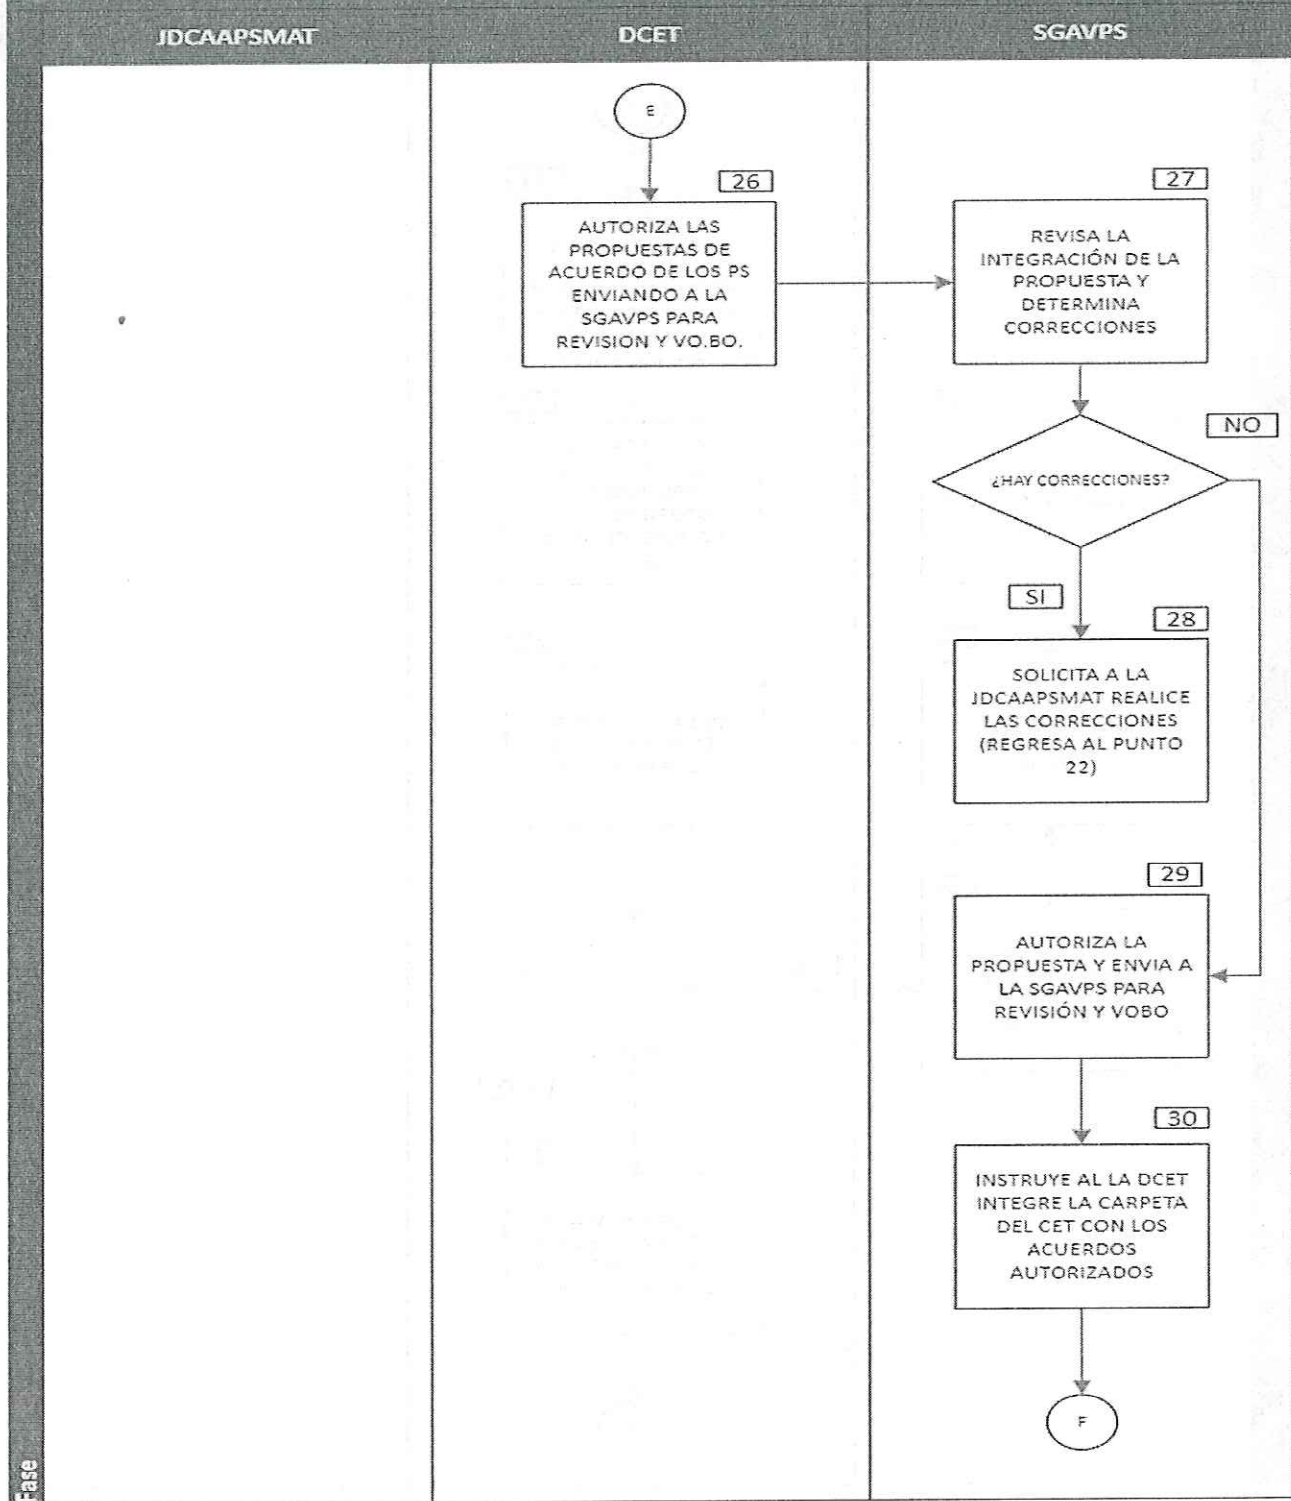 JDCAAPSMAT
DCET
SGAVPS
E
26
AUTORIZA LAS
PROPUESTAS DE
ACUERDO DE LOS PS
ENVIANDO A LA
SGAVPS PARA
REVISION Y VO.BO.
27
REVISA LA
INTEGRACIÓN DE LA
PROPUESTA Y
DETERMINA
CORRECCIONES
¿HAY CORRECCIONES?
NO
SI
28
SOLICITA A LA
JDCAAPSMAT REALICE
LAS CORRECCIONES
(REGRESA AL PUNTO
22)
29
AUTORIZA LA
PROPUESTA Y ENVIA A
LA SGAVPS PARA
REVISIÓN Y VOBO
30
INSTRUYE AL LA DCET
INTEGRE LA CARPETA
DEL CET CON LOS
ACUERDOS
AUTORIZADOS
F
Fase